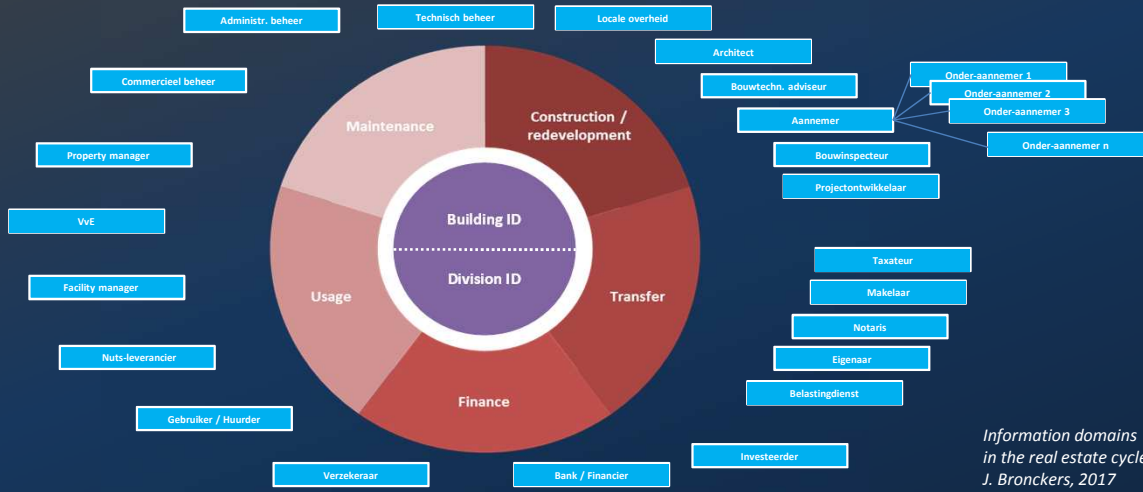 Administr. beheer
Technisch beheer
Locale overheid
Architect
Commercieel beheer
Bouwtechn. adviseur
Onder-aannemer 1
Onder-aannemer 2
Onder-aannemer 3
Onder-aannemer n
Aannemer
Bouwinspecteur
Projectontwikkelaar
Property manager
VvE
Facility manager
Nuts-leverancier
Gebruiker / Huurder
Verzekeraar
Bank / Financier
Investeerder
Taxateur
Makelaar
Notaris
Eigenaar
Belastingdienst
Maintenance
Construction /
redevelopment
Building ID
Division ID
Usage
Transfer
Finance
Information domains
in the real estate cycle
J. Bronckers, 2017